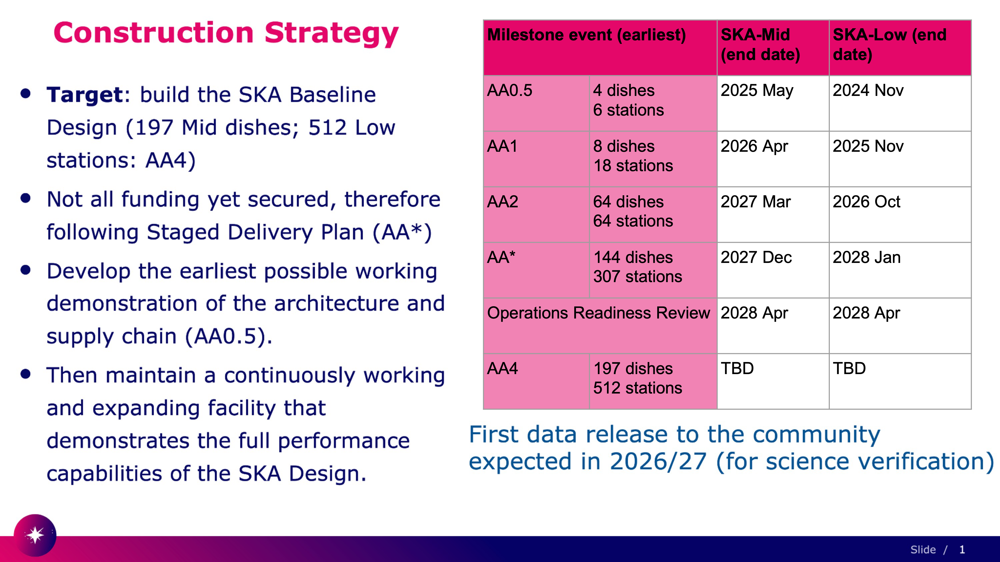 Construction Strategy
• Target: build the SKA Baseline
Design (197 Mid dishes; 512 Low
stations: AA4)
• Not all funding yet secured, therefore
following Staged Delivery Plan (AA*)
• Develop the earliest possible working
demonstration of the architecture and
supply chain (AA0.5).
• Then maintain a continuously working
and expanding facility that
demonstrates the full performance
capabilities of the SKA Design.
Milestone event (earliest)
SKA-Mid
(end date)
SKA-Low (end
date)
AA0.5
4 dishes
6 stations
2025 May
2024 Nov
AA1
8 dishes
18 stations
2026 Apr
2025 Nov
AA2
64 dishes
64 stations
2027 Mar
2026 Oct
AA*
144 dishes
307 stations
2027 Dec
2028 Jan
Operations Readiness Review
2028 Apr
2028 Apr
AA4
197 dishes
512 stations
TBD
TBD
First data release to the community
expected in 2026/27 (for science verification)
Slide / 1